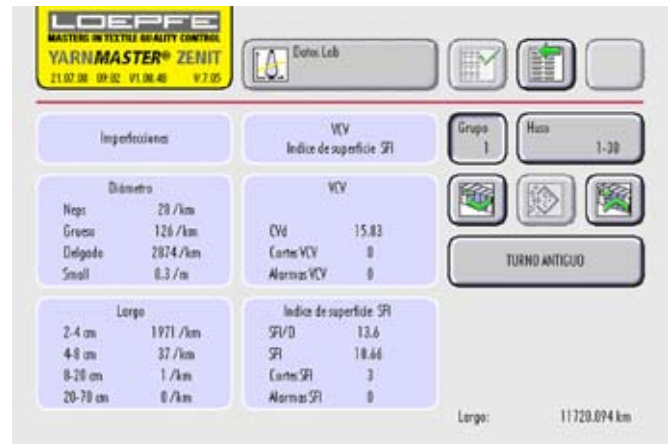 LOEPFE
MASTERS IN TEXTILE QUALITY CONTROL
YARNMASTER® ZENIT
21.07.08 09:02 V1.08.40 V 7.05
Datos Lab
Imperfecciones
VCV
Indice de superficie SFI
Grupo
1
Huso
1-30
Diámetro
Neps 28 /km
Grueso 126 /km
Delgado 2874 /km
Small 0.3 /m
VCV
CVd 15.83
Cortes VCV 0
Alarmas VCV 0
TURNO ANTIGUO
Largo
2-4 cm 1971 /km
4-8 cm 37 /km
8-20 cm 1 /km
20-70 cm 0 /km
Indice de superficie SFI
SFI/D 13.6
SFI 18.66
Cortes SFI 3
Alarmas SFI 0
Largo: 11720.094 km